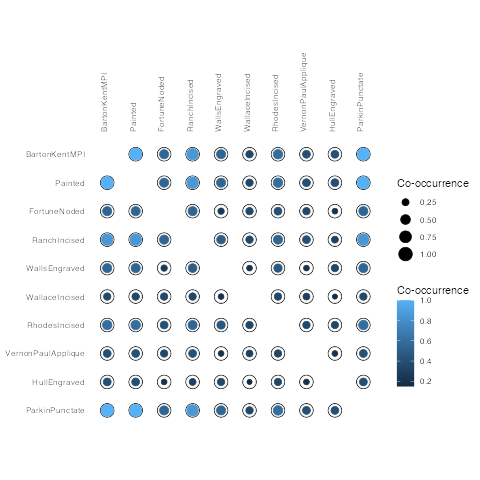 BartonKentMPI
Painted
FortuneNoded
RanchIncised
WallsEngraved
WallaceIncised
RhodesIncised
VernonPaulApplique
HullEngraved
ParkinPunctate
BartonKentMPI
Painted
FortuneNoded
RanchIncised
WallsEngraved
WallaceIncised
RhodesIncised
VernonPaulApplique
HullEngraved
ParkinPunctate
Co-occurrence
0.25
0.50
0.75
1.00
Co-occurrence
1.0
0.8
0.6
0.4
0.2